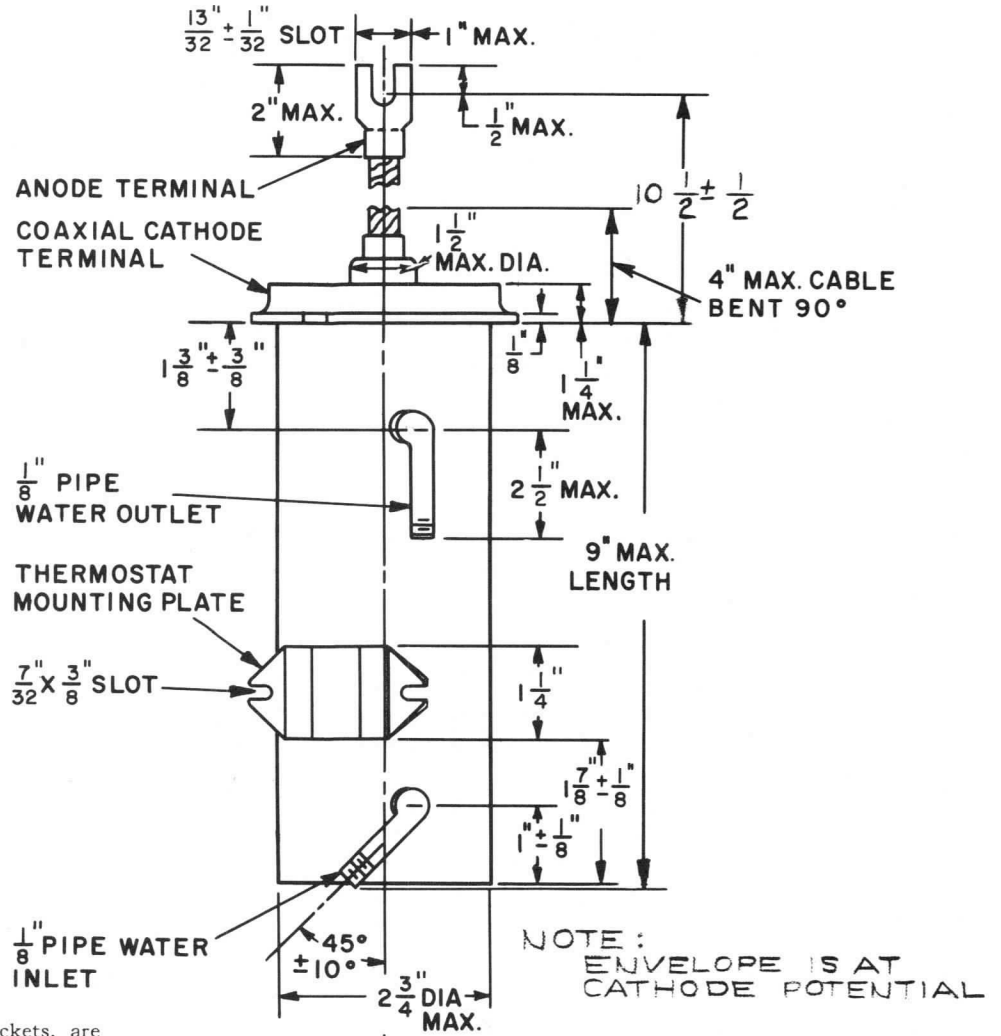 13/32" ± 1/32" SLOT
1" MAX.
2" MAX.
1/2" MAX.
ANODE TERMINAL
10 1/2 ± 1/2
COAXIAL CATHODE
TERMINAL
1 1/2"
MAX. DIA.
4" MAX. CABLE
BENT 90°
1 3/8" ± 3/8"
1/8"
1 1/4"
MAX.
1/8" PIPE
WATER OUTLET
2 1/2" MAX.
9" MAX.
LENGTH
THERMOSTAT
MOUNTING PLATE
7/32" X 3/8" SLOT
1 1/4"
1 7/8" ± 1/8"
1" ± 1/8"
1/8" PIPE WATER
INLET
45°
±10°
2 3/4" DIA
MAX.
NOTE:
ENVELOPE IS AT
CATHODE POTENTIAL
ckets, are